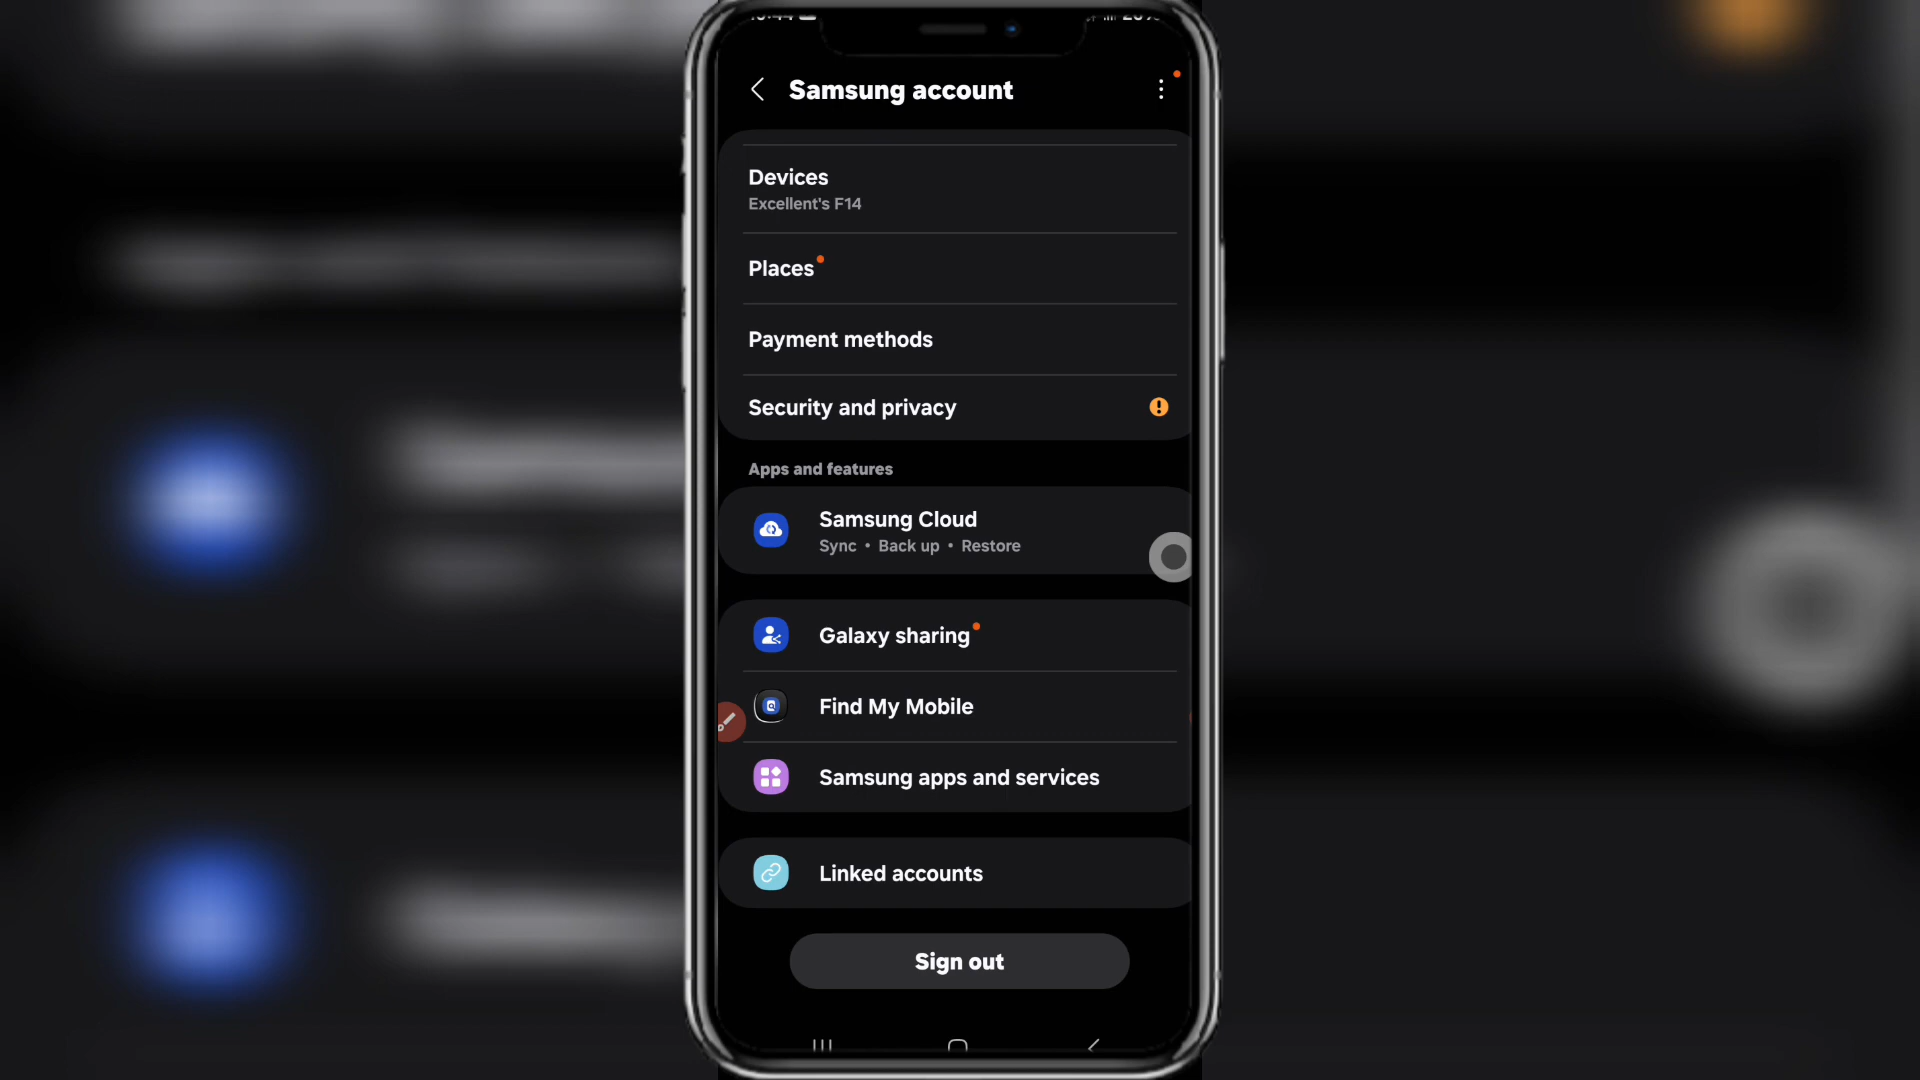 Samsung account
Devices
Excellent's F14
Places
Payment methods
Security and privacy
Apps and features
Samsung Cloud
Sync • Back up • Restore
Galaxy sharing
Find My Mobile
Samsung apps and services
Linked accounts
Sign out